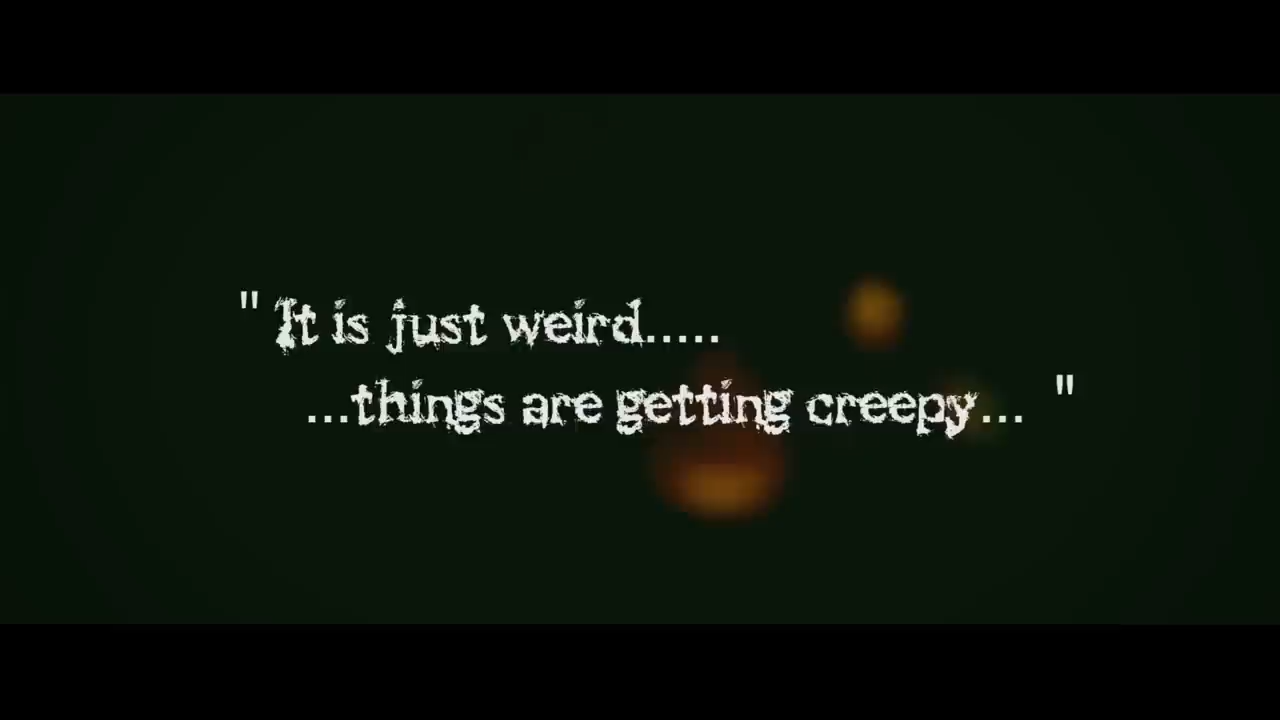 " It is just weird.....
...things are getting creepy... "